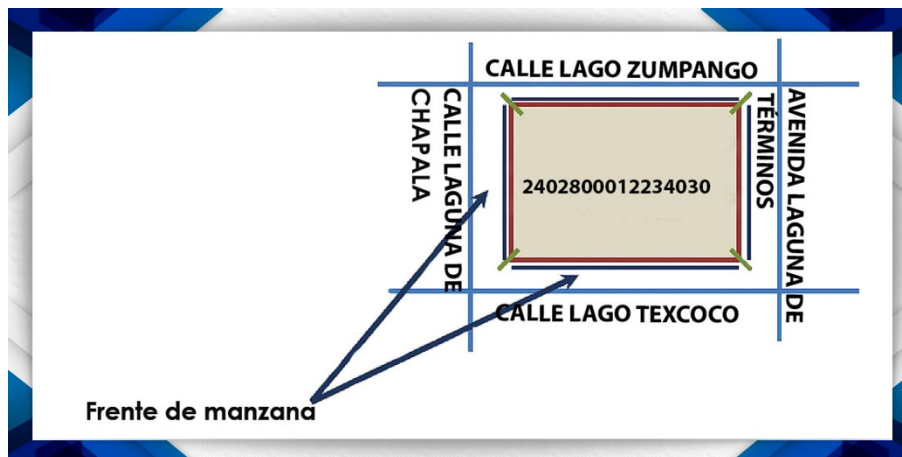 CALLE LAGO ZUMPANGO
CALLE LAGUNA DE
CHAPALA
AVENIDA LAGUNA DE
TÉRMINOS
2402800012234030
CALLE LAGO TEXCOCO
Frente de manzana